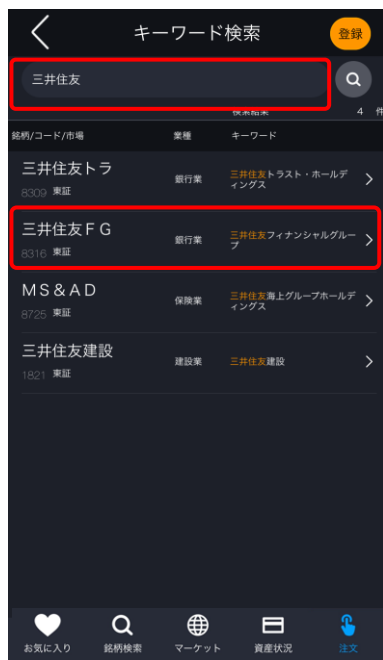 キーワード検索
登録
三井住友
検索結果 4 件
銘柄/コード/市場 業種 キーワード
三井住友トラ
8309 東証
銀行業
三井住友トラスト・ホールデ
ィングス
三井住友ＦＧ
8316 東証
銀行業
三井住友フィナンシャルグルー
プ
ＭＳ＆ＡＤ
8725 東証
保険業
三井住友海上グループホールデ
ィングス
三井住友建設
1821 東証
建設業
三井住友建設
お気に入り 銘柄検索 マーケット 資産状況 注文